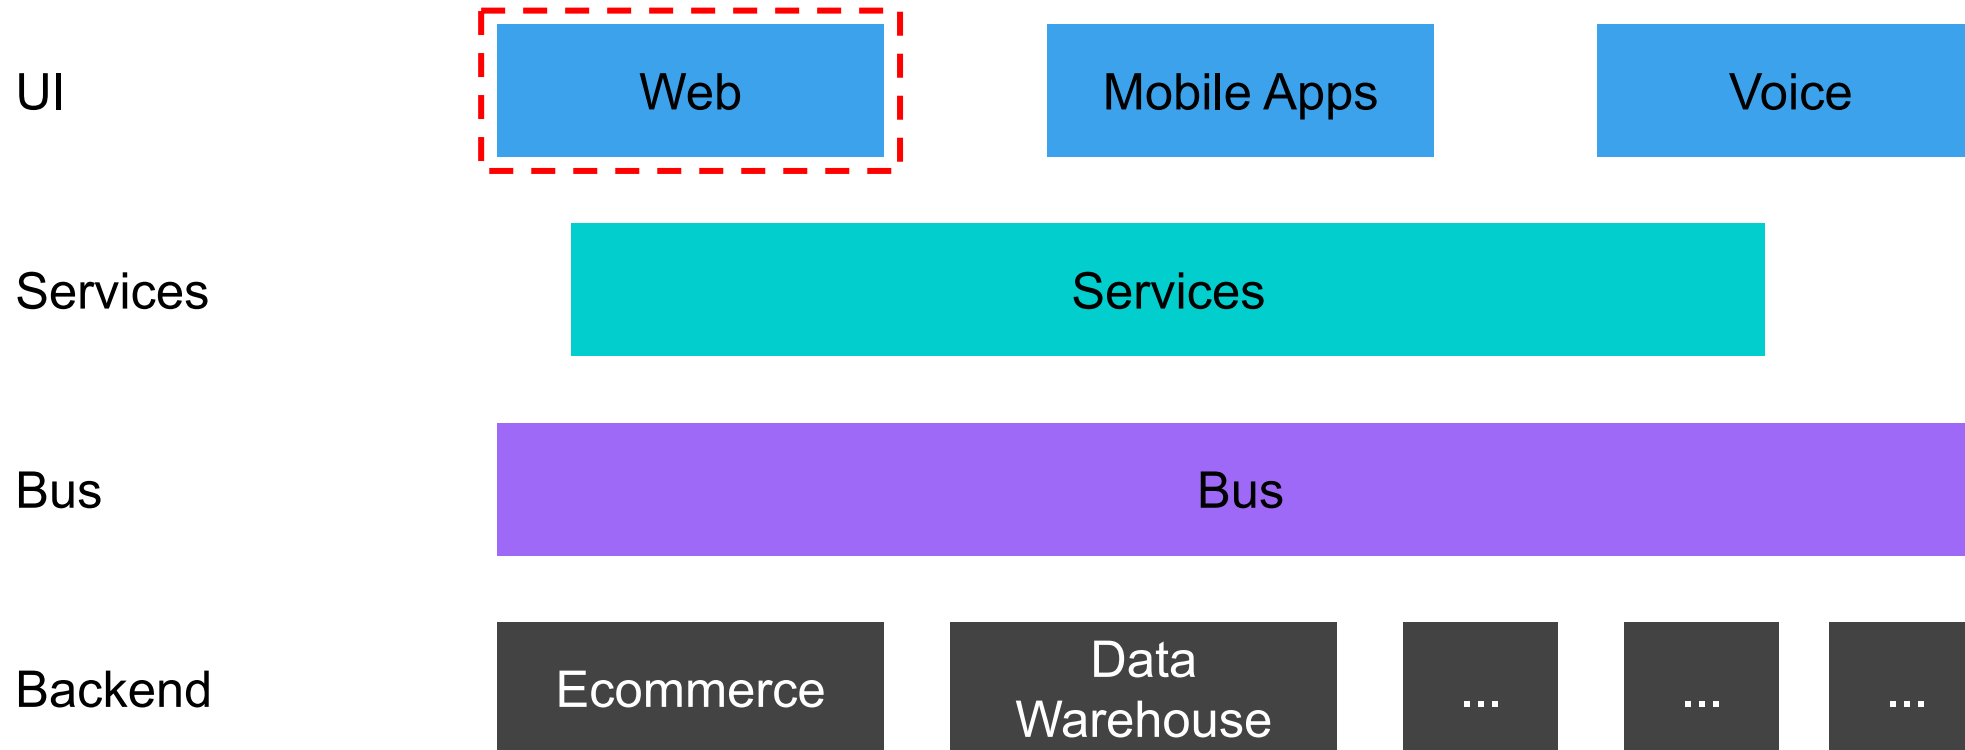 UI
Web
Mobile Apps
Voice
Services
Services
Bus
Bus
Backend
Ecommerce
Data
Warehouse
...
...
...